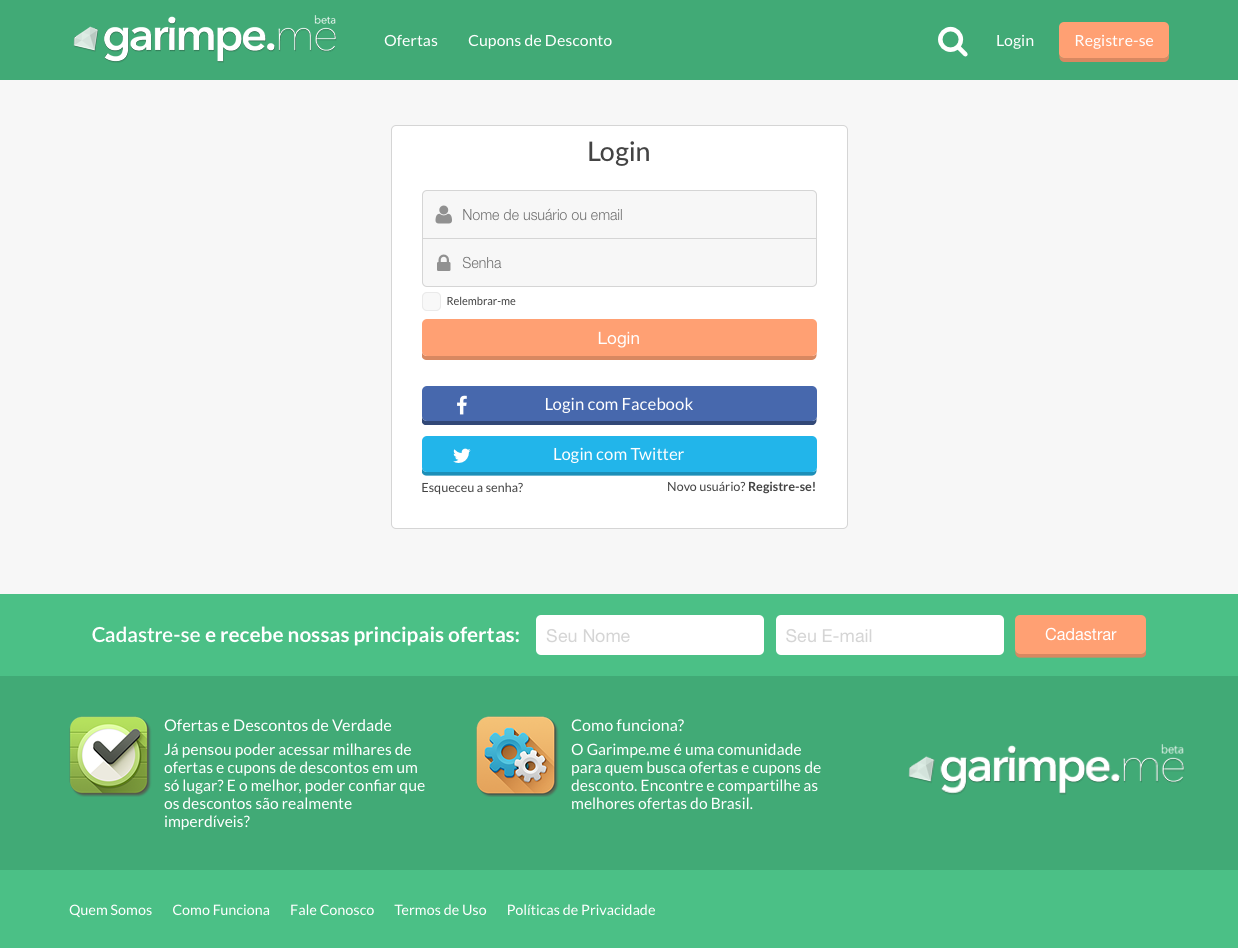 garimpe.me beta
Ofertas
Cupons de Desconto
Login
Registre-se
Login
Nome de usuário ou email
Senha
Relembrar-me
Login
Login com Facebook
Login com Twitter
Esqueceu a senha?
Novo usuário? Registre-se!
Cadastre-se e recebe nossas principais ofertas:
Seu Nome
Seu E-mail
Cadastrar
Ofertas e Descontos de Verdade
Já pensou poder acessar milhares de
ofertas e cupons de descontos em um
só lugar? E o melhor, poder confiar que
os descontos são realmente
imperdíveis?
Como funciona?
O Garimpe.me é uma comunidade
para quem busca ofertas e cupons de
desconto. Encontre e compartilhe as
melhores ofertas do Brasil.
garimpe.me beta
Quem Somos
Como Funciona
Fale Conosco
Termos de Uso
Políticas de Privacidade